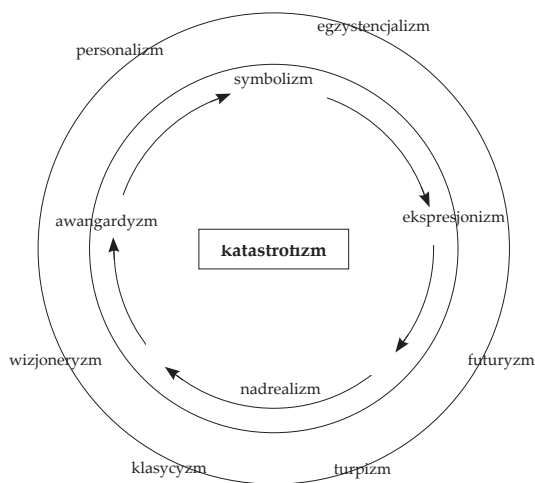 egzystencjalizm
personalizm
symbolizm
awangardyzm
ekspresjonizm
katastrofizm
wizjoneryzm
futuryzm
nadrealizm
klasycyzm
turpizm